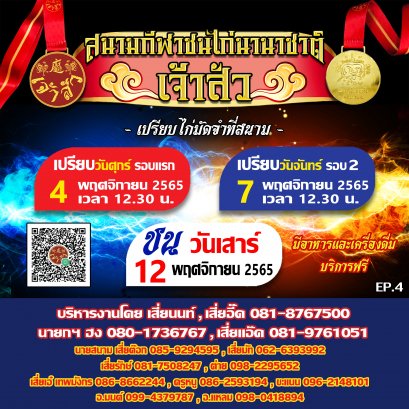 สนามกีฬาชนไก่นานาชาติ
เจ้าสัว
- เปรียบไก่มัดจำที่สนาม -
เปรียบวันศุกร์ รอบแรก
4 พฤศจิกายน 2565
เวลา 12.30 น.
เปรียบวันจันทร์ รอบ 2
7 พฤศจิกายน 2565
เวลา 12.30 น.
ชน วันเสาร์
12 พฤศจิกายน 2565
มีอาหารและเครื่องดื่ม
บริการฟรี
EP.4
บริหารงานโดย เสี่ยนนท์ , เสี่ยอี๊ด 081-8767500
นายกฯ ฮง 080-1736767 , เสี่ยแอ๊ด 081-9761051
นายสนาม เสี่ยต๊อก 085-9294595 , เสี่ยมัก 062-6393992
เสี่ยรักษ์ 081-7508247 , ต่าย 098-2295652
เสี่ยเอ๋ เทพมังกร 086-8662244 , ครูหนู 086-2593194 , แมน 096-2148101
อ.มนต์ 099-4379787 , อ.แหลม 098-0418894